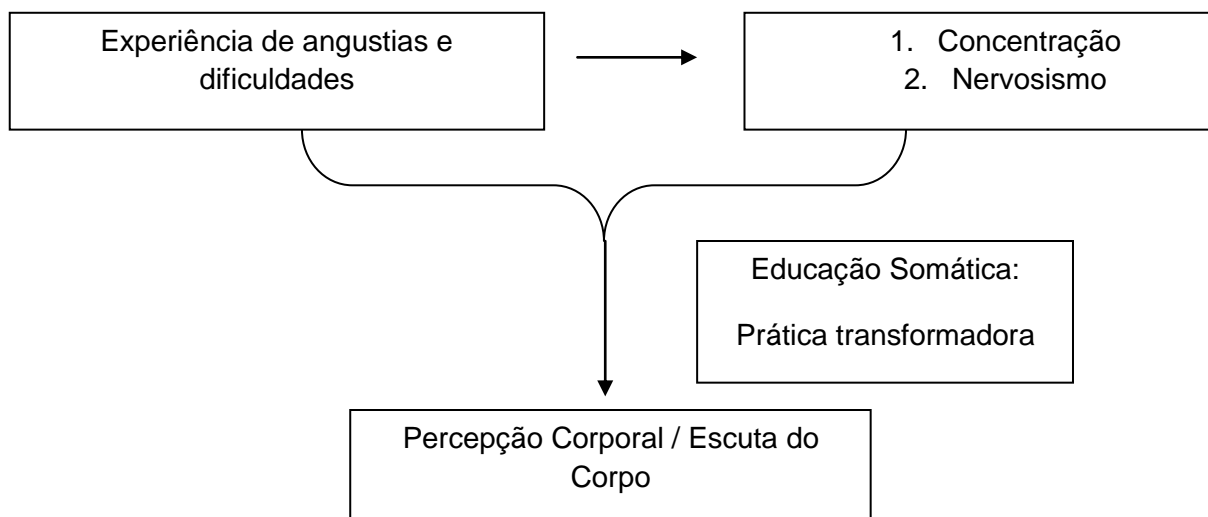 Experiência de angustias e
dificuldades
1. Concentração
2. Nervosismo
Educação Somática:
Prática transformadora
Percepção Corporal / Escuta do
Corpo